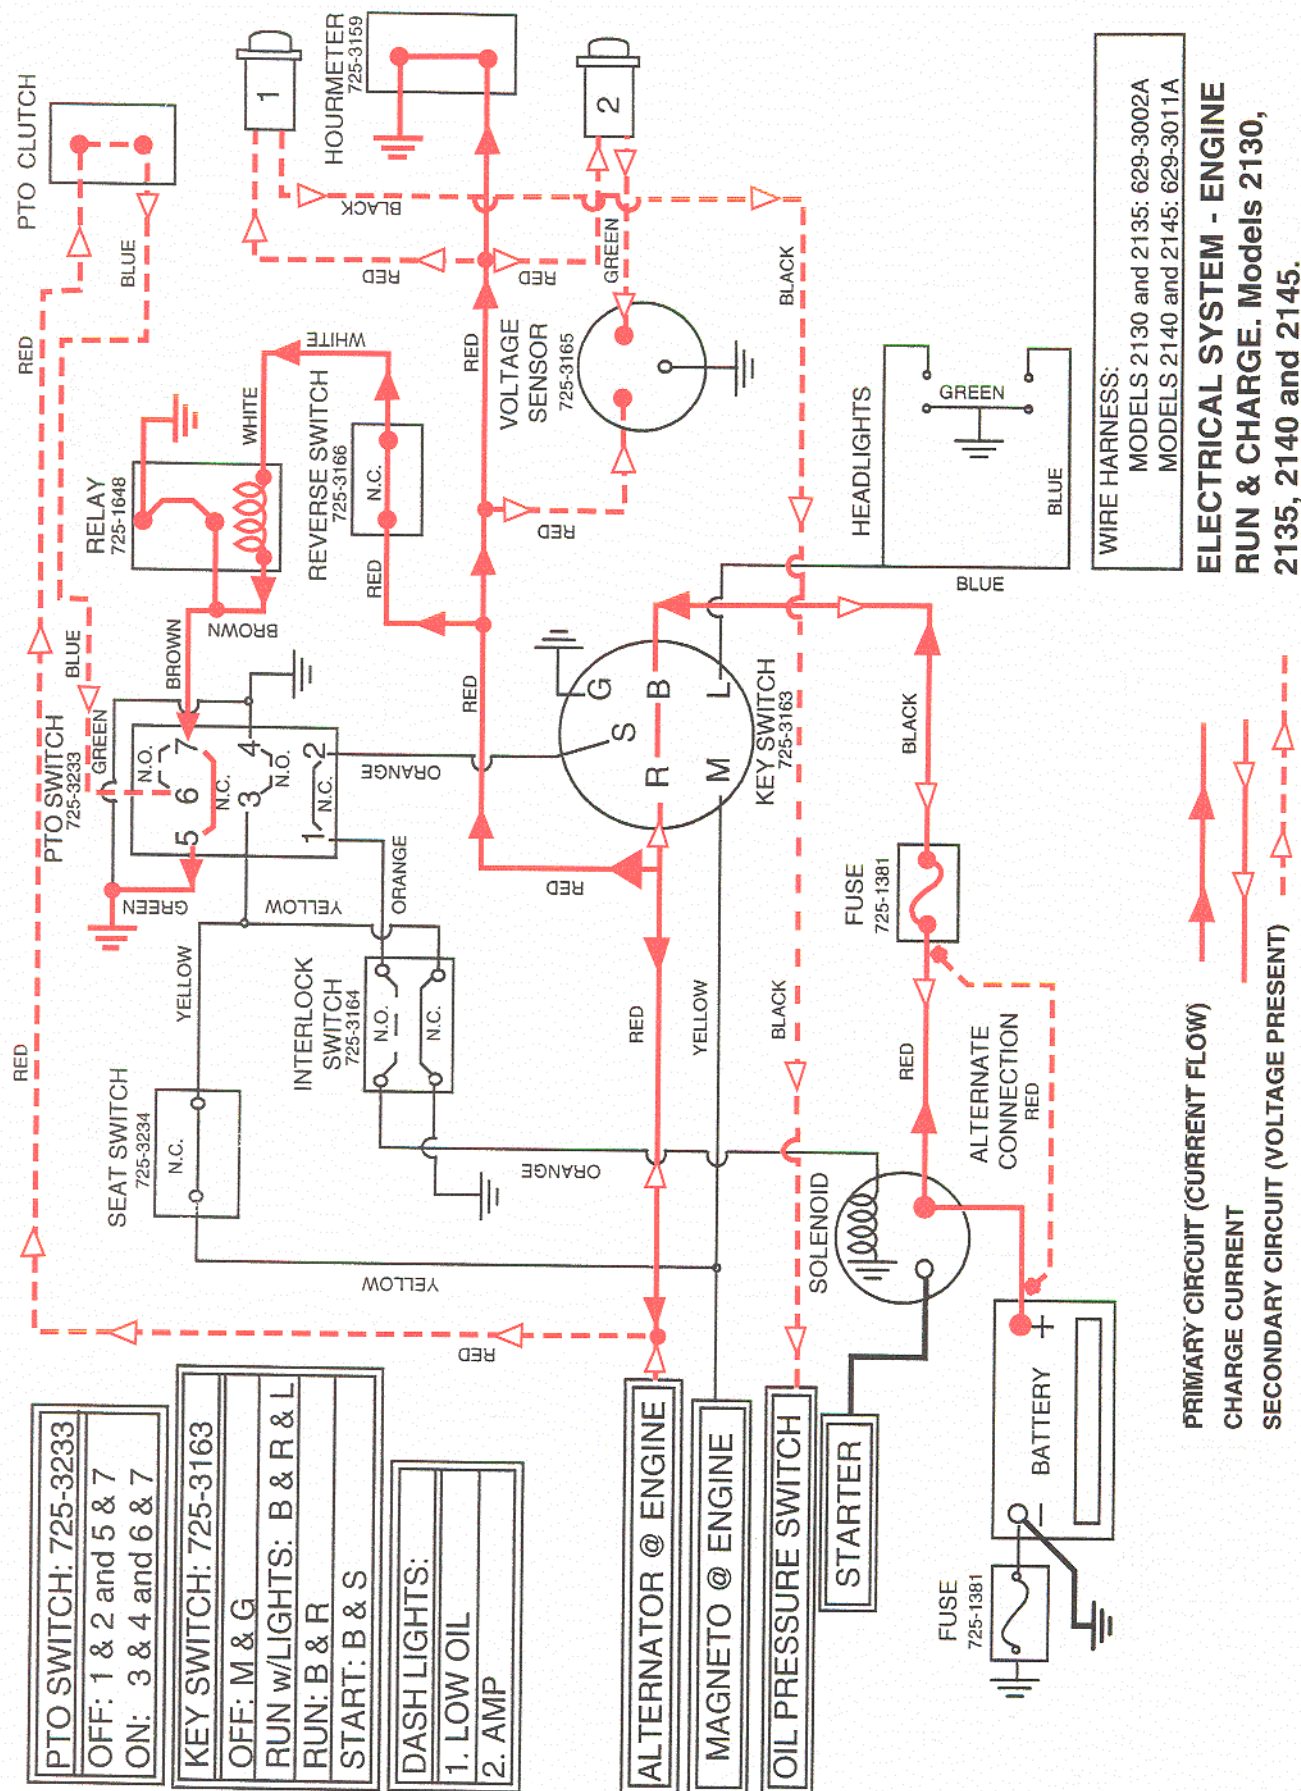 PTO SWITCH: 725-3233
OFF: 1 & 2 and 5 & 7
ON: 3 & 4 and 6 & 7
KEY SWITCH: 725-3163
OFF: M & G
RUN w/LIGHTS: B & R & L
RUN: B & R
START: B & S
DASH LIGHTS:
1. LOW OIL
2. AMP
ALTERNATOR @ ENGINE
MAGNETO @ ENGINE
OIL PRESSURE SWITCH
STARTER
FUSE
725-1381
BATTERY
+
−
SOLENOID
ALTERNATE
CONNECTION
RED
RED
FUSE
725-1381
BLACK
RED
RED
RED
YELLOW
YELLOW
ORANGE
BLACK
SEAT SWITCH
725-3234
N.C.
YELLOW
INTERLOCK
SWITCH
725-3164
N.O.
N.C.
ORANGE
YELLOW
GREEN
PTO SWITCH
725-3233
GREEN
5
6
7
N.O.
N.C.
3
4
N.O.
1
2
N.C.
ORANGE
RED
RED
KEY SWITCH
725-3163
G
S
R
B
M
L
BLUE
BROWN
BROWN
RELAY
725-1648
WHITE
WHITE
REVERSE SWITCH
725-3166
N.C.
RED
RED
RED
VOLTAGE
SENSOR
725-3165
GREEN
RED
RED
BLACK
BLACK
RED
BLUE
PTO CLUTCH
1
HOURMETER
725-3159
2
HEADLIGHTS
GREEN
BLUE
BLUE
WIRE HARNESS:
MODELS 2130 and 2135: 629-3002A
MODELS 2140 and 2145: 629-3011A
ELECTRICAL SYSTEM - ENGINE
RUN & CHARGE. Models 2130,
2135, 2140 and 2145.
PRIMARY CIRCUIT (CURRENT FLOW)
CHARGE CURRENT
SECONDARY CIRCUIT (VOLTAGE PRESENT)